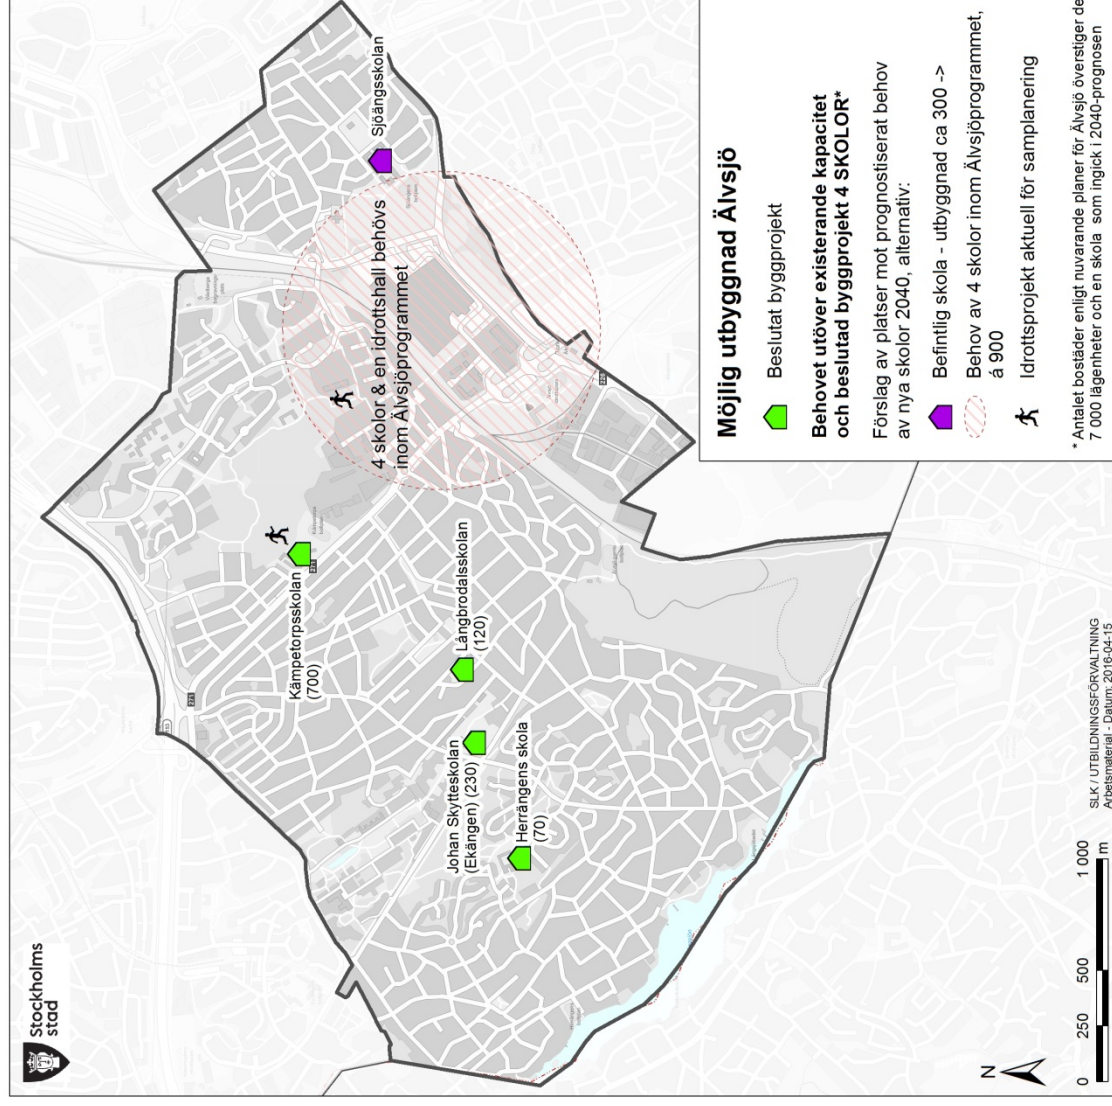 Stockholms
stad
Sjöängsskolan
4 skolor & en idrottshall behövs
inom Älvsjöprogrammet
Kämpetorpsskolan
(700)
Långbrodalsskolan
(120)
Johan Skytteskolan
(Ekängen) (230)
Herrängens skola
(70)
275
271
226
Möjlig utbyggnad Älvsjö
Beslutat byggprojekt
Behovet utöver existerande kapacitet
och beslutad byggprojekt 4 SKOLOR*
Förslag av platser mot prognostiserat behov
av nya skolor 2040, alternativ:
Befintlig skola - utbyggnad ca 300 ->
Behov av 4 skolor inom Älvsjöprogrammet,
á 900
Idrottsprojekt aktuell för samplanering
* Antalet bostäder enligt nuvarande planer för Älvsjö överstiger de
7 000 lägenheter och en skola som ingick i 2040-prognosen
N
0 250 500 1 000
m
SLK / UTBILDNINGSFÖRVALTNING
Arbetsmaterial - Datum: 2016-04-15